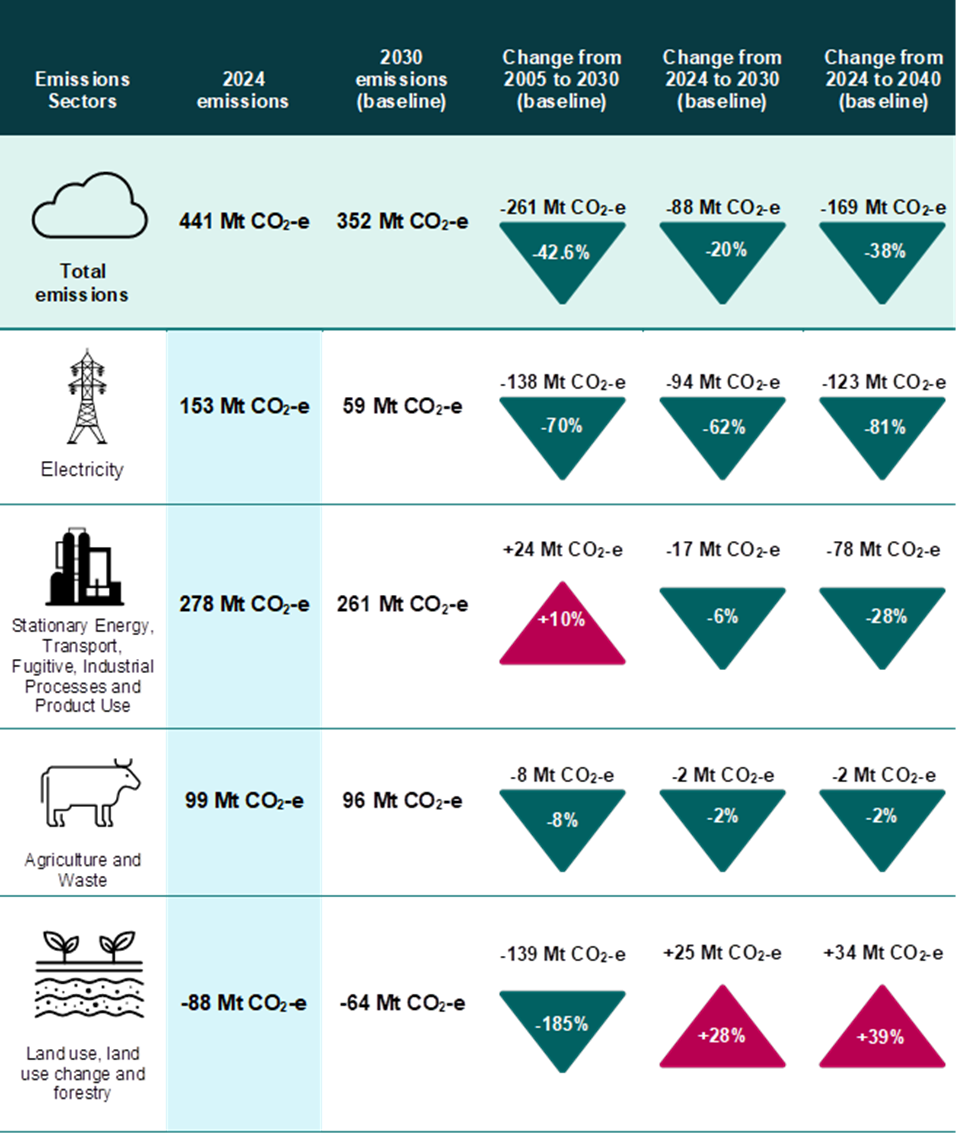 Emissions Sectors
2024 emissions
2030 emissions (baseline)
Change from 2005 to 2030 (baseline)
Change from 2024 to 2030 (baseline)
Change from 2024 to 2040 (baseline)
Total emissions
441 Mt CO₂-e
352 Mt CO₂-e
-261 Mt CO₂-e
-42.6%
-88 Mt CO₂-e
-20%
-169 Mt CO₂-e
-38%
Electricity
153 Mt CO₂-e
59 Mt CO₂-e
-138 Mt CO₂-e
-70%
-94 Mt CO₂-e
-62%
-123 Mt CO₂-e
-81%
Stationary Energy,
Transport,
Fugitive, Industrial
Processes and
Product Use
278 Mt CO₂-e
261 Mt CO₂-e
+24 Mt CO₂-e
+10%
-17 Mt CO₂-e
-6%
-78 Mt CO₂-e
-28%
Agriculture and
Waste
99 Mt CO₂-e
96 Mt CO₂-e
-8 Mt CO₂-e
-8%
-2 Mt CO₂-e
-2%
-2 Mt CO₂-e
-2%
Land use, land
use change and
forestry
-88 Mt CO₂-e
-64 Mt CO₂-e
-139 Mt CO₂-e
-185%
+25 Mt CO₂-e
+28%
+34 Mt CO₂-e
+39%